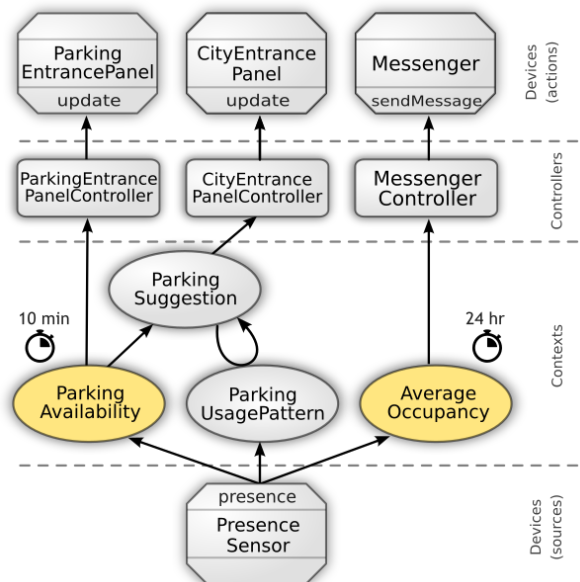 Parking
EntrancePanel
update
CityEntrance
Panel
update
Messenger
sendMessage
Devices
(actions)
ParkingEntrance
PanelController
CityEntrance
PanelController
Messenger
Controller
Controllers
Parking
Suggestion
10 min
24 hr
Parking
Availability
Parking
UsagePattern
Average
Occupancy
Contexts
presence
Presence
Sensor
Devices
(sources)